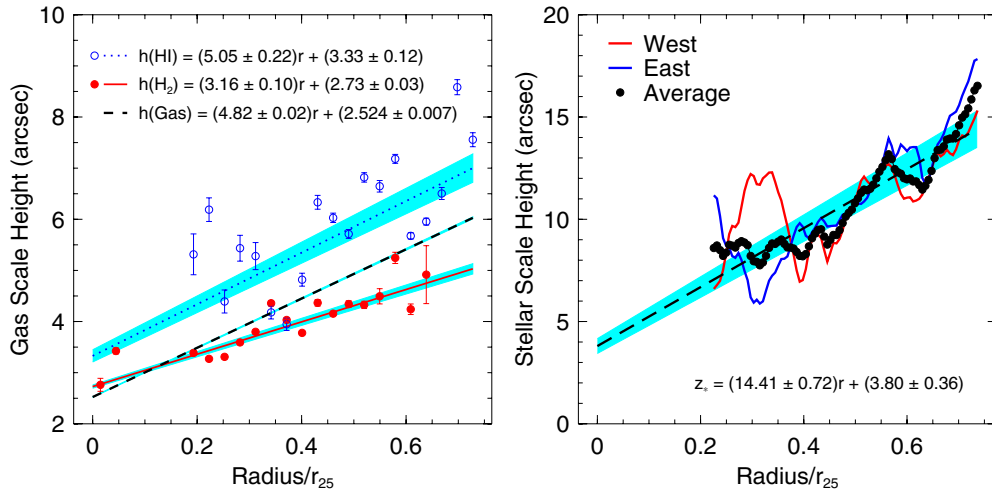 10
8
6
4
2
Gas Scale Height (arcsec)
h(HI) = (5.05 ± 0.22)r + (3.33 ± 0.12)
h(H₂) = (3.16 ± 0.10)r + (2.73 ± 0.03)
h(Gas) = (4.82 ± 0.02)r + (2.524 ± 0.007)
0 0.2 0.4 0.6
Radius/r₂₅
20
15
10
5
0
Stellar Scale Height (arcsec)
West
East
Average
z* = (14.41 ± 0.72)r + (3.80 ± 0.36)
0 0.2 0.4 0.6
Radius/r₂₅